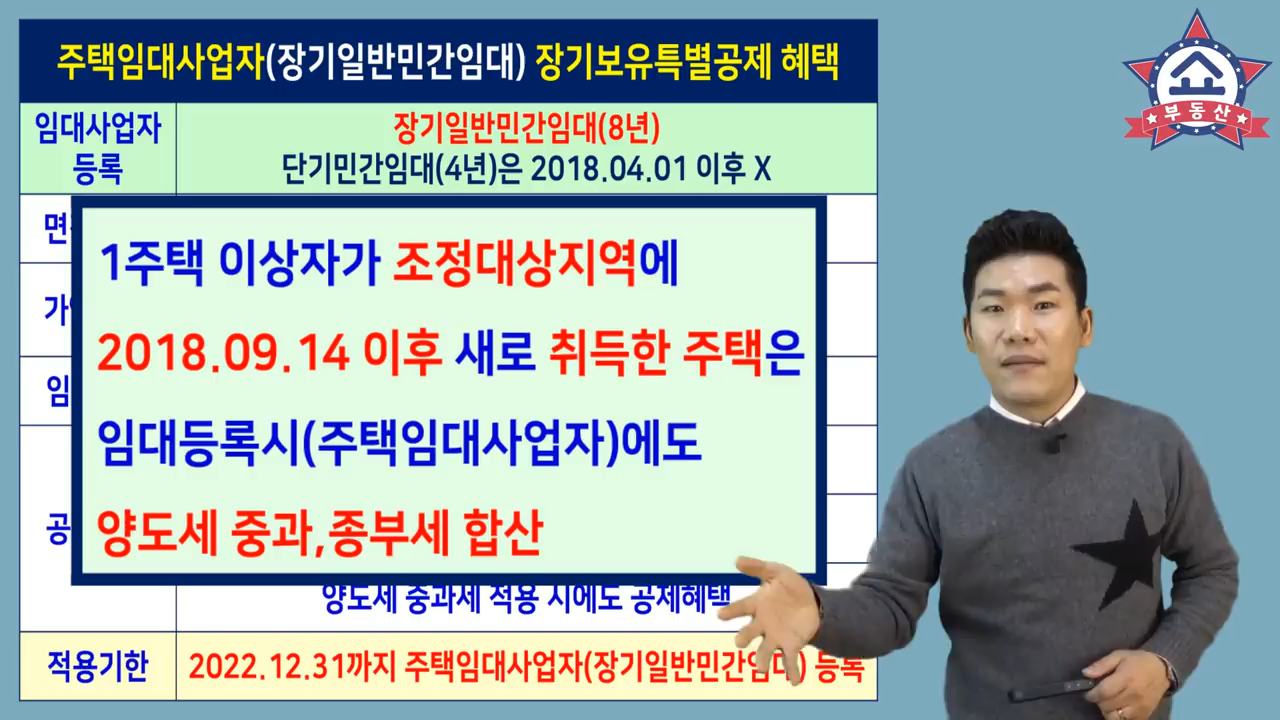 주택임대사업자(장기일반민간임대) 장기보유특별공제 혜택
부동산
임대사업자
등록
장기일반민간임대(8년)
단기민간임대(4년)은 2018.04.01 이후 X
1주택 이상자가 조정대상지역에
2018.09.14 이후 새로 취득한 주택은
임대등록시(주택임대사업자)에도
양도세 중과,종부세 합산
양도세 중과세 적용 시에도 공제혜택
적용기한
2022.12.31까지 주택임대사업자(장기일반민간임대) 등록